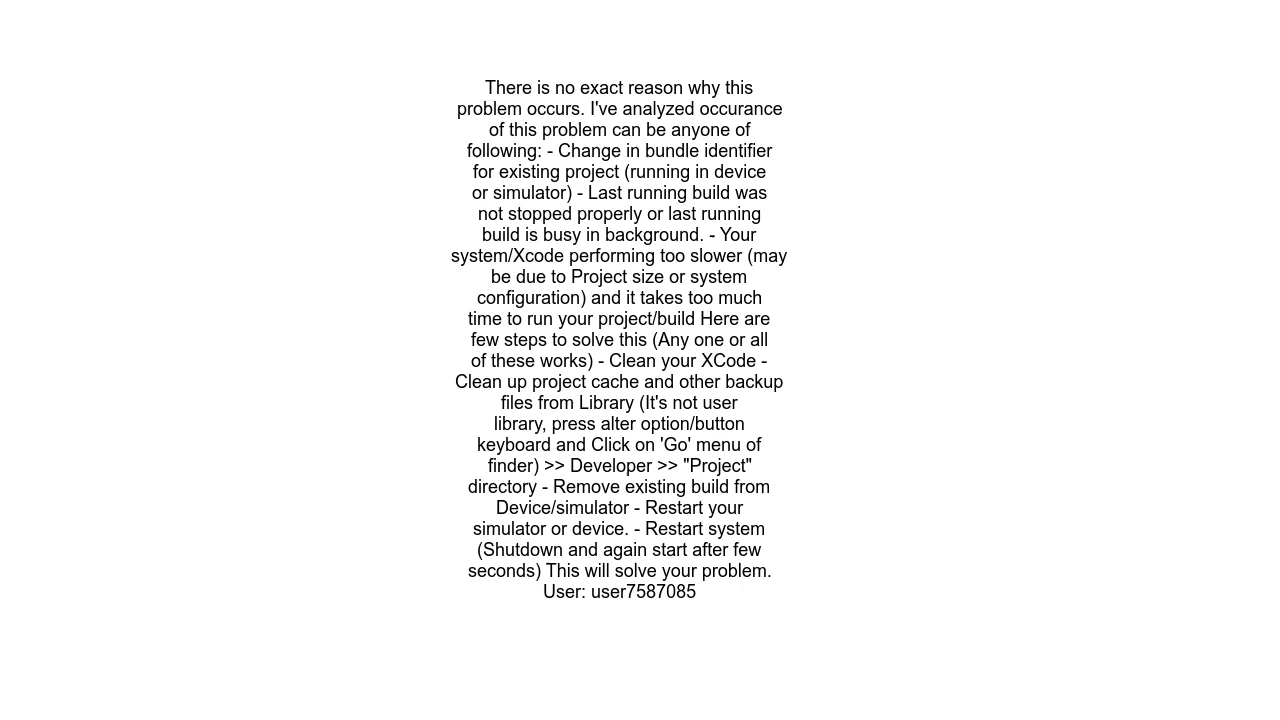 There is no exact reason why this
problem occurs. I've analyzed occurance
of this problem can be anyone of
following: - Change in bundle identifier
for existing project (running in device
or simulator) - Last running build was
not stopped properly or last running
build is busy in background. - Your
system/Xcode performing too slower (may
be due to Project size or system
configuration) and it takes too much
time to run your project/build Here are
few steps to solve this (Any one or all
of these works) - Clean your XCode -
Clean up project cache and other backup
files from Library (It's not user
library, press alter option/button
keyboard and Click on 'Go' menu of
finder) >> Developer >> "Project"
directory - Remove existing build from
Device/simulator - Restart your
simulator or device. - Restart system
(Shutdown and again start after few
seconds) This will solve your problem.
User: user7587085